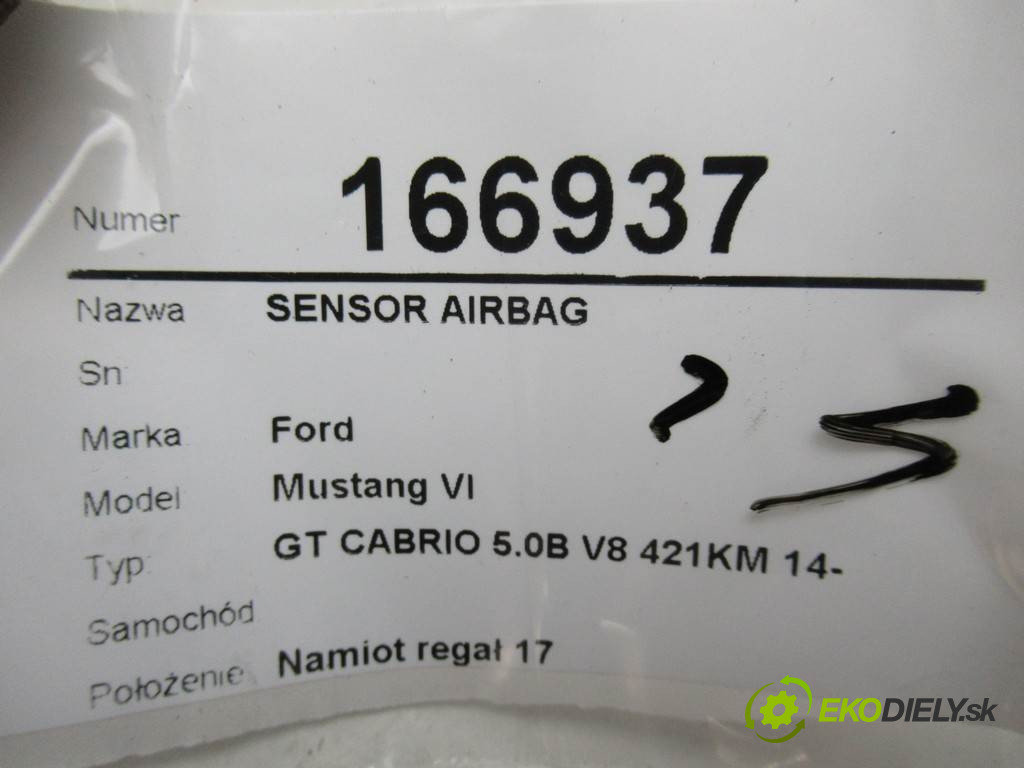 Numer 166937
Nazwa SENSOR AIRBAG
Sn
Marka Ford
Model Mustang VI
Typ GT CABRIO 5.0B V8 421KM 14-
Samochód
Położenie Namiot regał 17
EKODIELY.sk